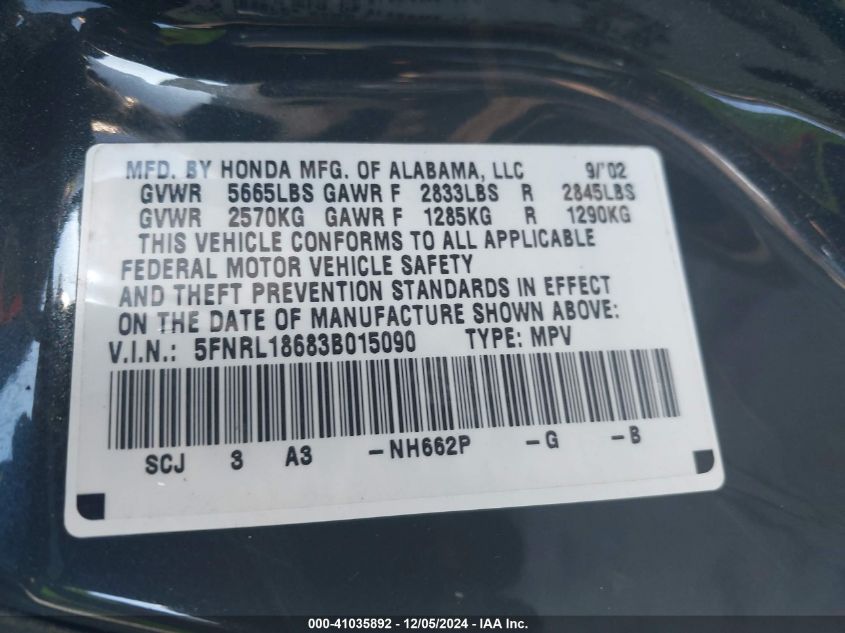 MFD. BY HONDA MFG. OF ALABAMA, LLC 9/'02
GVWR 5665LBS GAWR F 2833LBS R 2845LBS
GVWR 2570KG GAWR F 1285KG R 1290KG
THIS VEHICLE CONFORMS TO ALL APPLICABLE
FEDERAL MOTOR VEHICLE SAFETY
AND THEFT PREVENTION STANDARDS IN EFFECT
ON THE DATE OF MANUFACTURE SHOWN ABOVE:
V.I.N.: 5FNRL18683B015090 TYPE: MPV
SCJ 3 A3 -NH662P -G -B
000-41035892 - 12/05/2024 - IAA Inc.